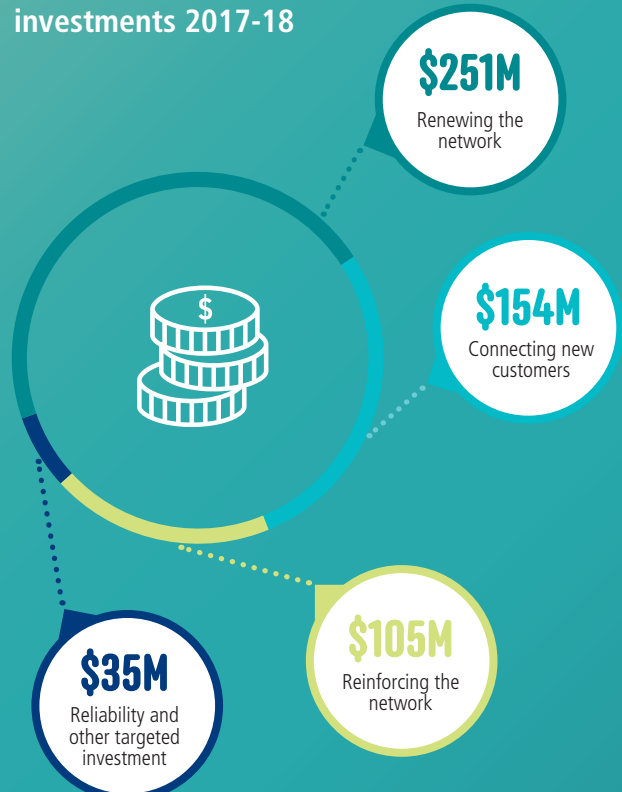 investments 2017-18
$251M
Renewing the
network
$154M
Connecting new
customers
$
$105M
Reinforcing the
network
$35M
Reliability and
other targeted
investment